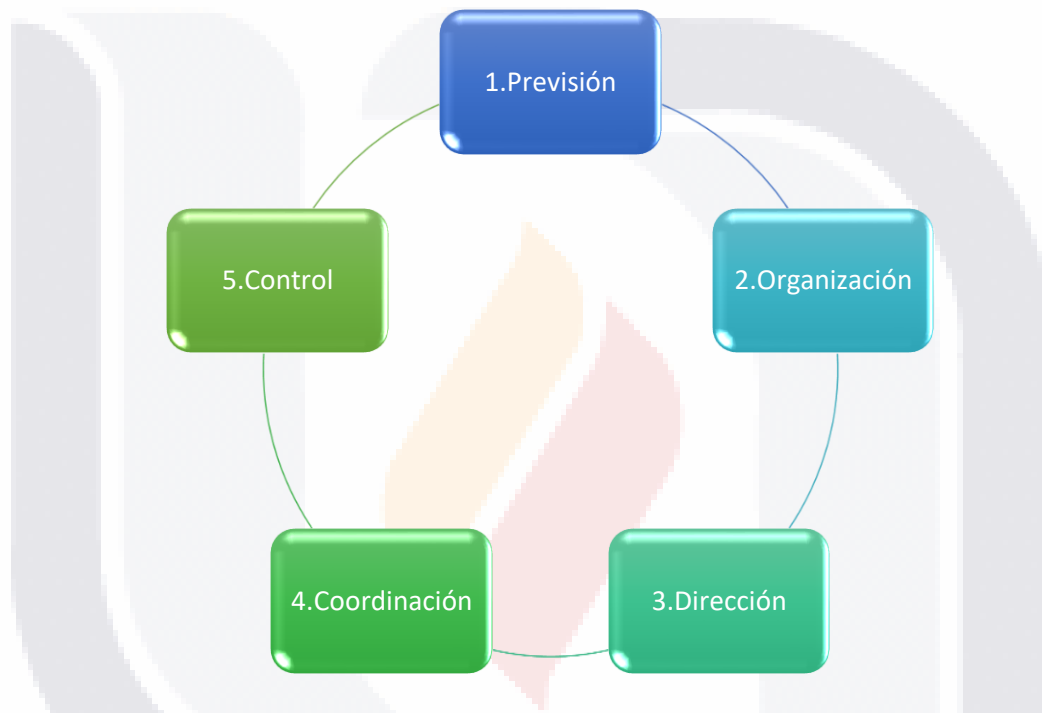 1.Previsión
2.Organización
3.Dirección
4.Coordinación
5.Control